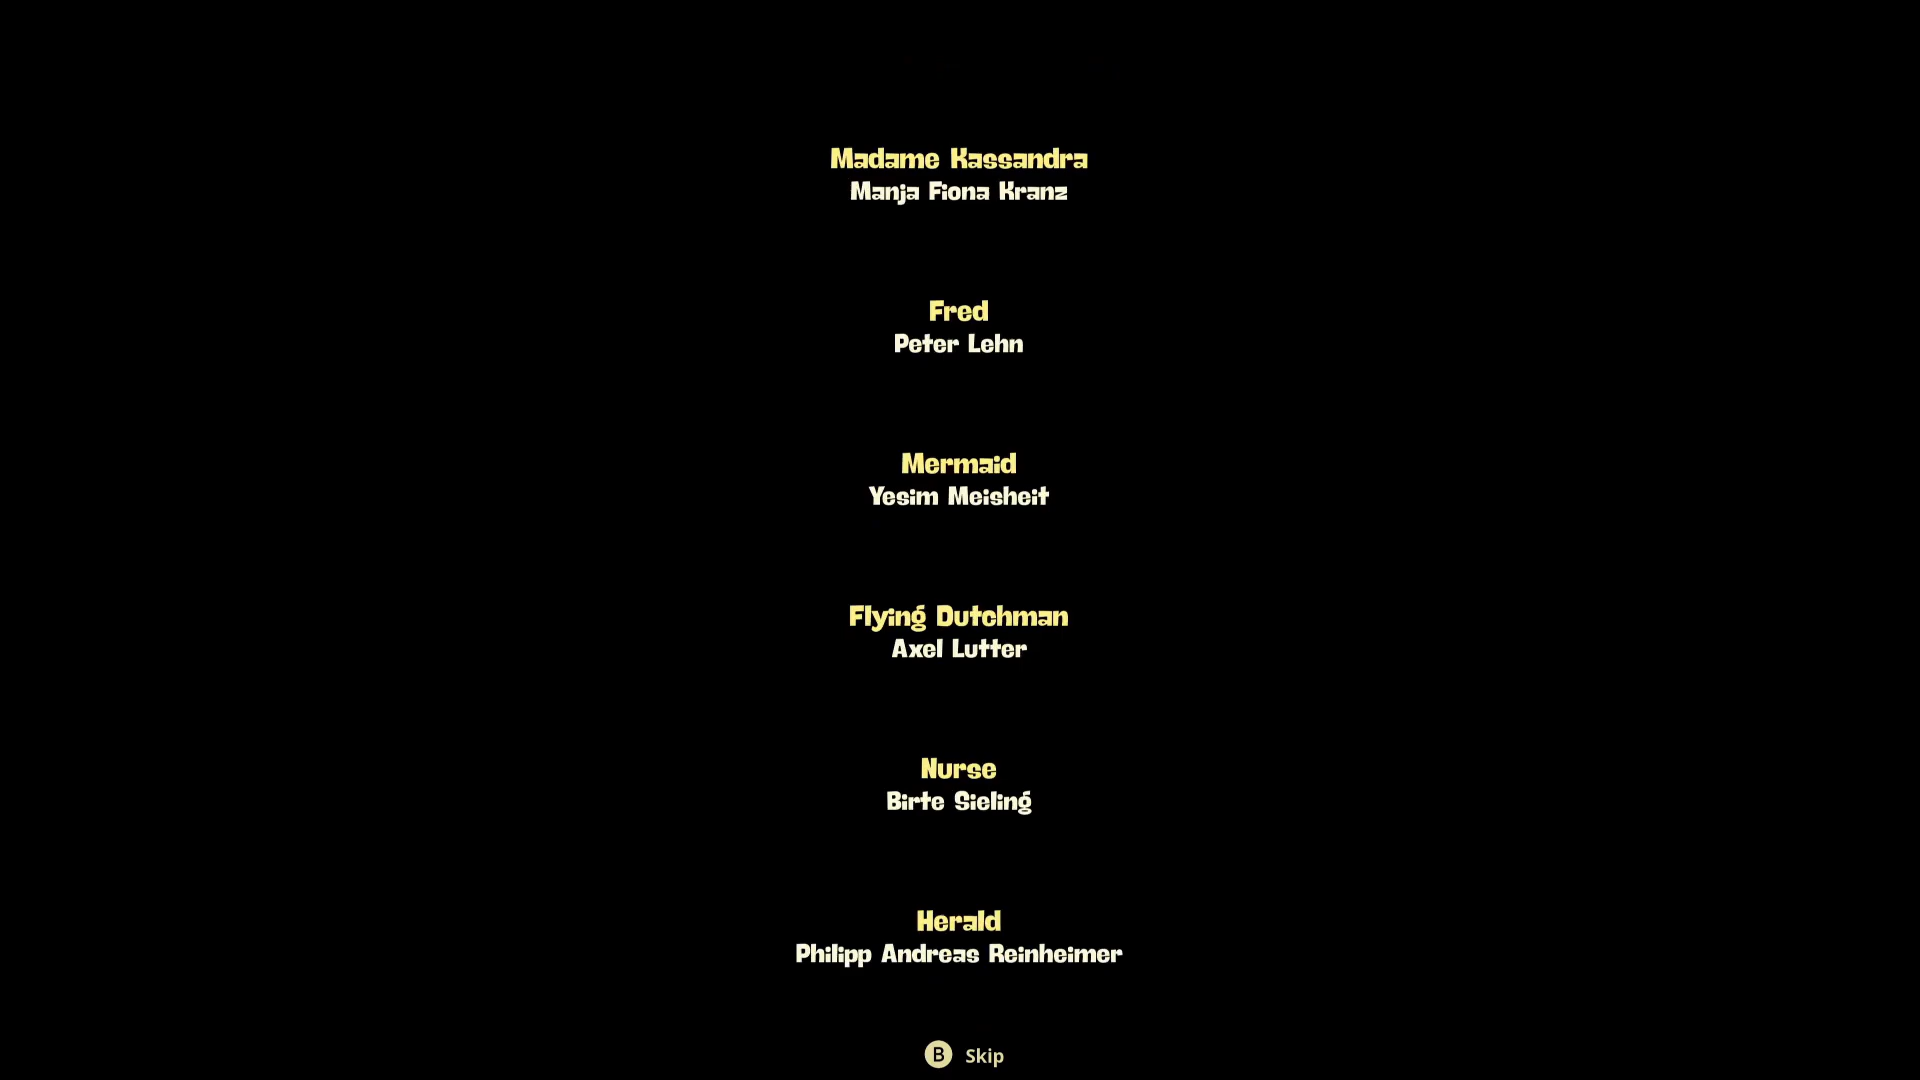 Madame Kassandra
Manja Fiona Kranz
Fred
Peter Lehn
Mermaid
Yesim Meisheit
Flying Dutchman
Axel Lutter
Nurse
Birte Sieling
Herald
Philipp Andreas Reinheimer
B Skip